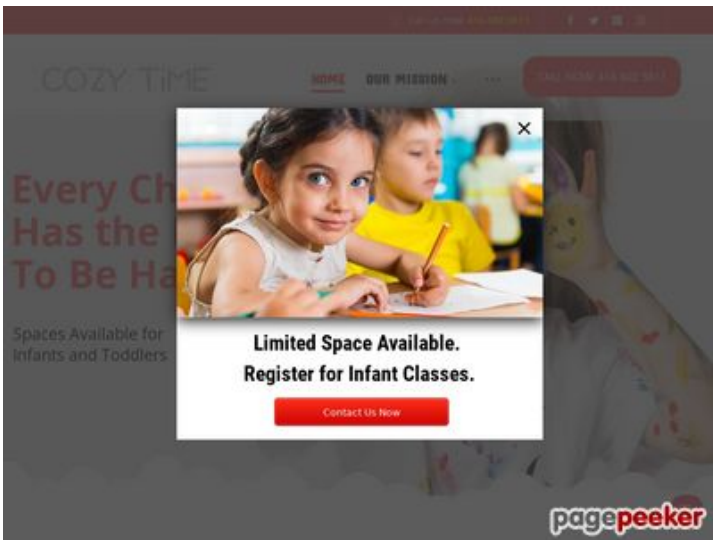 COZY TiME
HOME
OUR MISSION
Every Ch
Has the
To Be Ha
Spaces Available for
Infants and Toddlers
Limited Space Available.
Register for Infant Classes.
Contact Us Now
pagepeeker